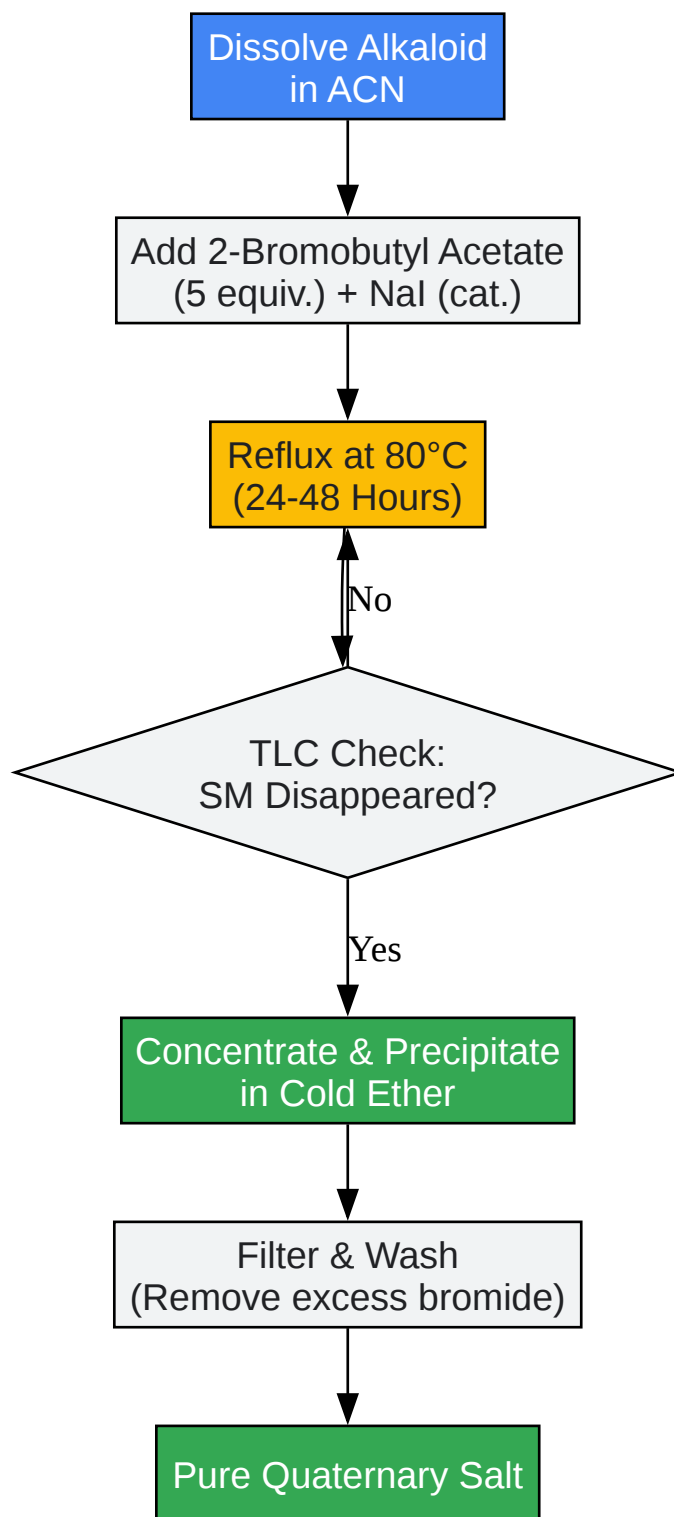 Dissolve Alkaloid
in ACN
Add 2-Bromobutyl Acetate
(5 equiv.) + NaI (cat.)
Reflux at 80°C
(24-48 Hours)
No
TLC Check:
SM Disappeared?
Yes
Concentrate & Precipitate
in Cold Ether
Filter & Wash
(Remove excess bromide)
Pure Quaternary Salt